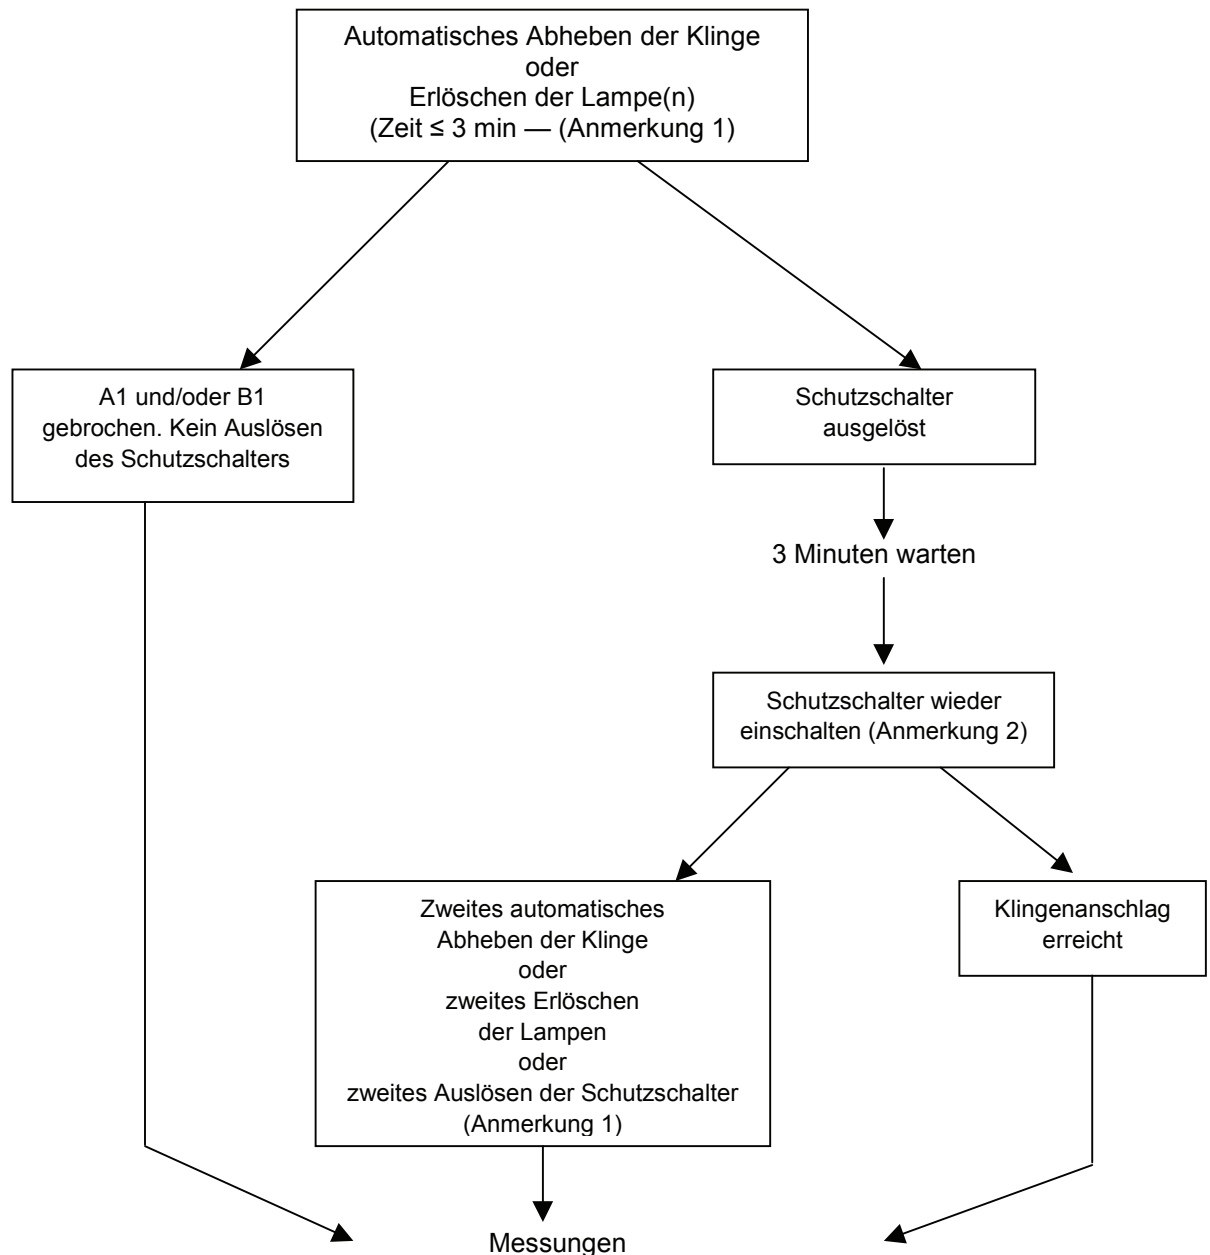 Automatisches Abheben der Klinge
oder
Erlöschen der Lampe(n)
(Zeit ≤ 3 min — (Anmerkung 1)
A1 und/oder B1
gebrochen. Kein Auslösen
des Schutzschalters
Schutzschalter
ausgelöst
3 Minuten warten
Schutzschalter wieder
einschalten (Anmerkung 2)
Zweites automatisches
Abheben der Klinge
oder
zweites Erlöschen
der Lampen
oder
zweites Auslösen der Schutzschalter
(Anmerkung 1)
Klingenanschlag
erreicht
Messungen